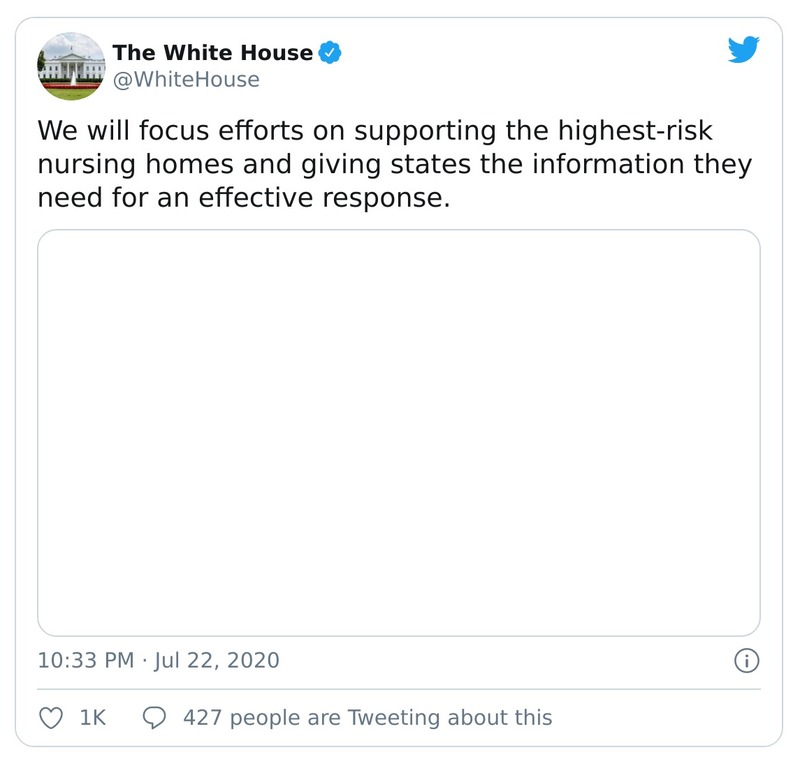 The White House
@WhiteHouse
We will focus efforts on supporting the highest-risk
nursing homes and giving states the information they
need for an effective response.
10:33 PM · Jul 22, 2020
1K 427 people are Tweeting about this